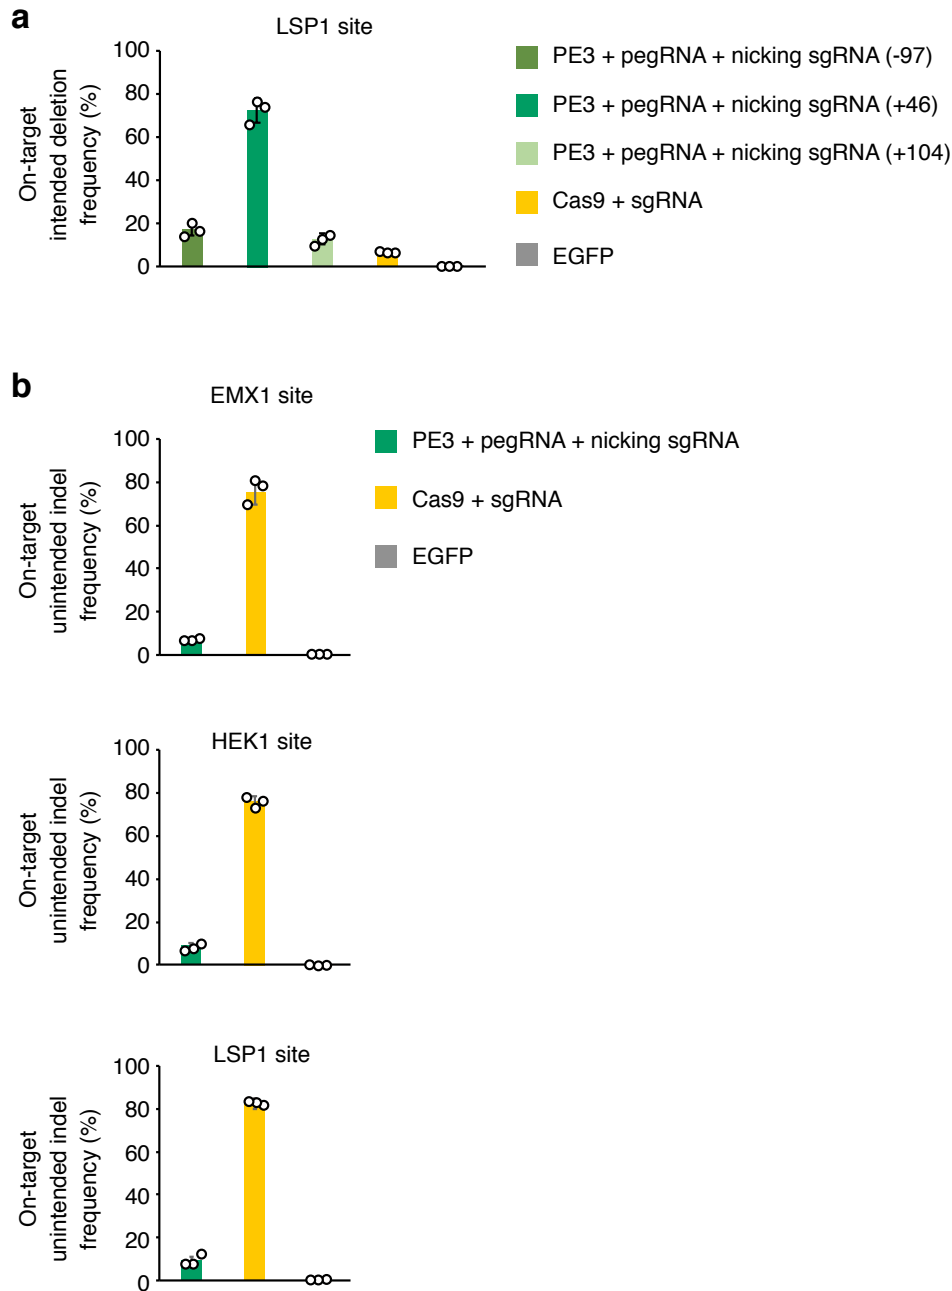 a
LSP1 site
On-target
intended deletion
frequency (%)
100
80
60
40
20
0
PE3 + pegRNA + nicking sgRNA (-97)
PE3 + pegRNA + nicking sgRNA (+46)
PE3 + pegRNA + nicking sgRNA (+104)
Cas9 + sgRNA
EGFP
b
EMX1 site
On-target
unintended indel
frequency (%)
100
80
60
40
20
0
PE3 + pegRNA + nicking sgRNA
Cas9 + sgRNA
EGFP
HEK1 site
On-target
unintended indel
frequency (%)
100
80
60
40
20
0
LSP1 site
On-target
unintended indel
frequency (%)
100
80
60
40
20
0